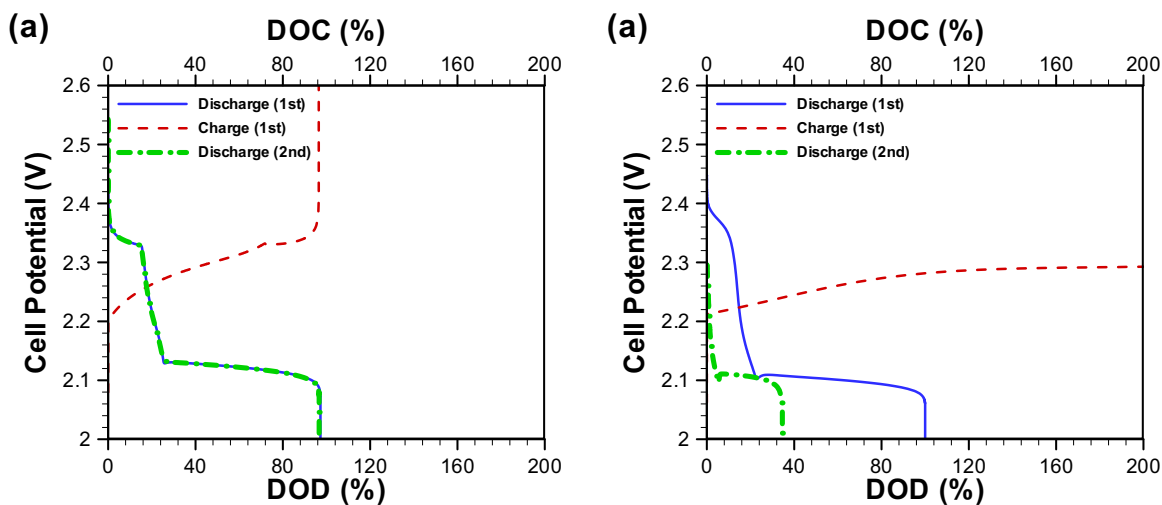 (a)
DOC (%)
0 40 80 120 160 200
2.6
2.5
2.4
2.3
2.2
2.1
2
Cell Potential (V)
Discharge (1st)
Charge (1st)
Discharge (2nd)
0 40 80 120 160 200
DOD (%)
(a)
DOC (%)
0 40 80 120 160 200
2.6
2.5
2.4
2.3
2.2
2.1
2
Cell Potential (V)
Discharge (1st)
Charge (1st)
Discharge (2nd)
0 40 80 120 160 200
DOD (%)